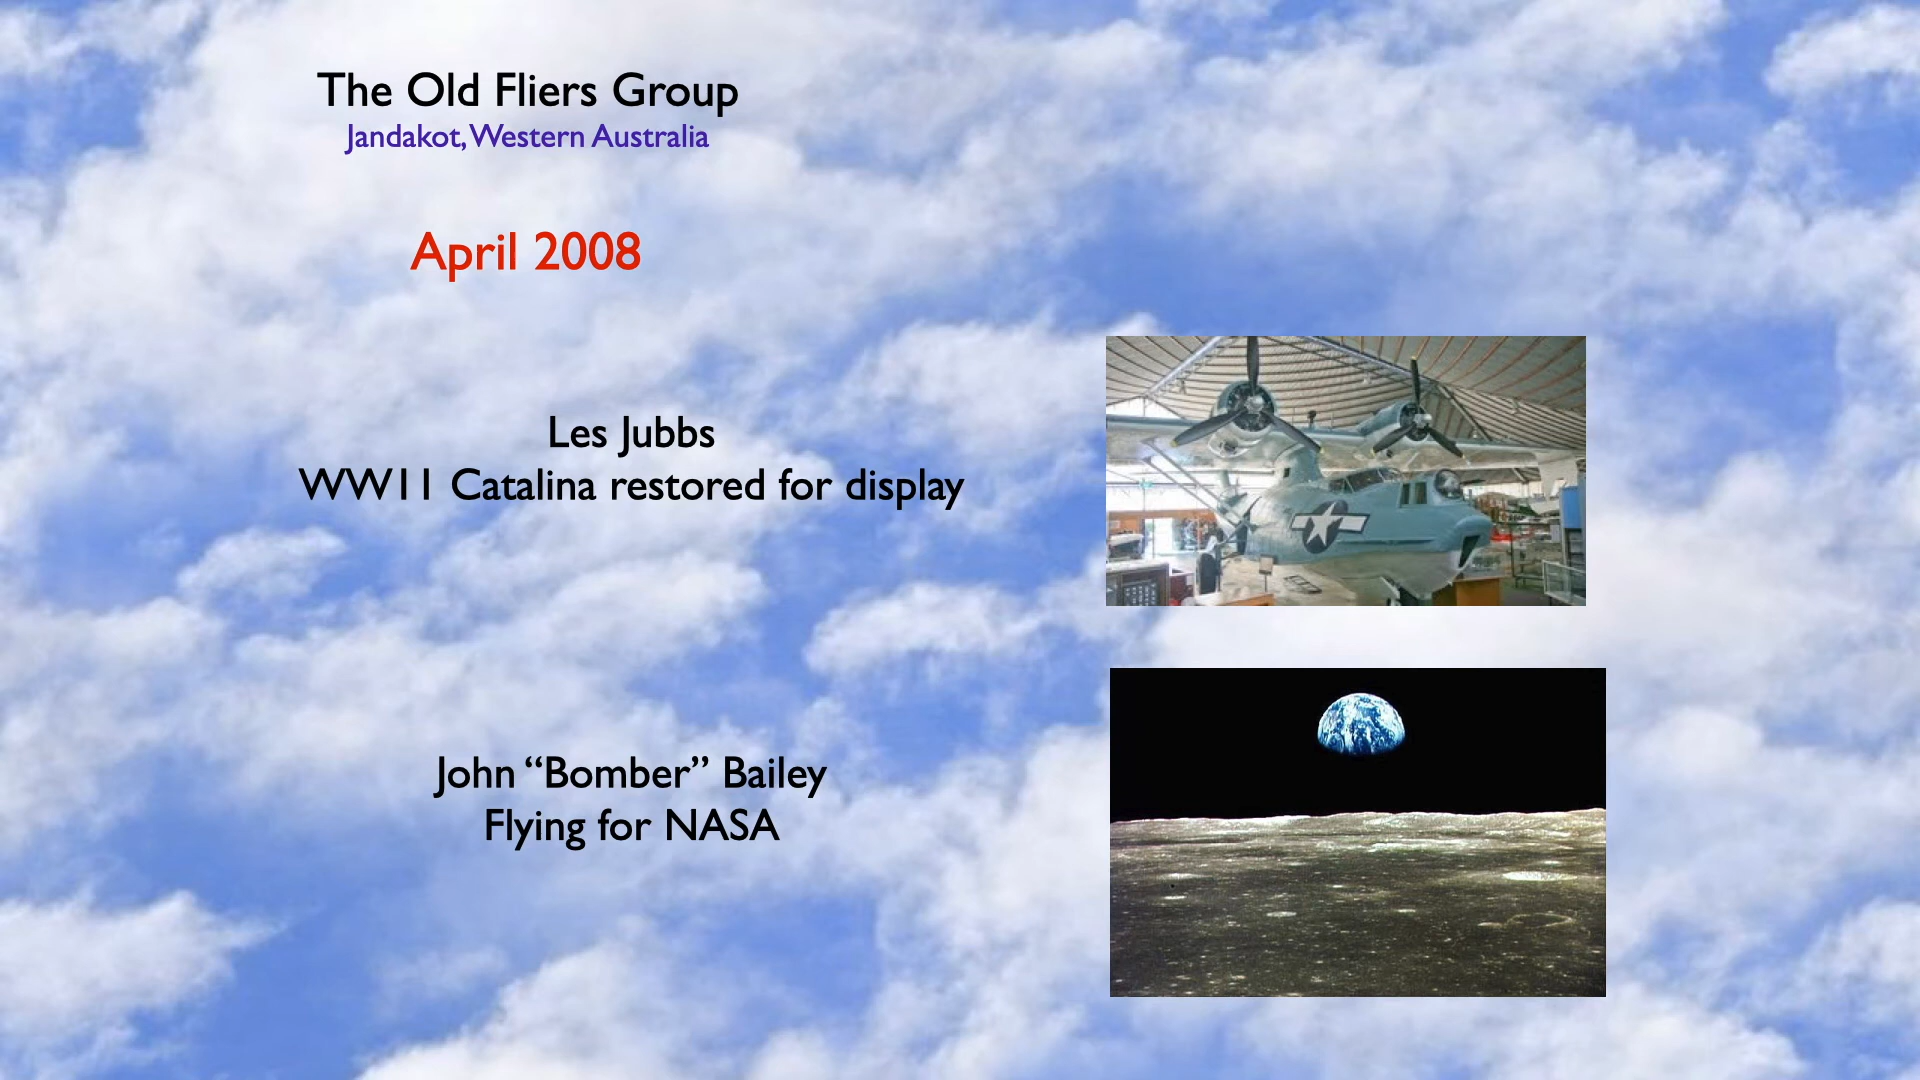 The Old Fliers Group
Jandakot, Western Australia
April 2008
Les Jubbs
WW11 Catalina restored for display
John “Bomber” Bailey
Flying for NASA